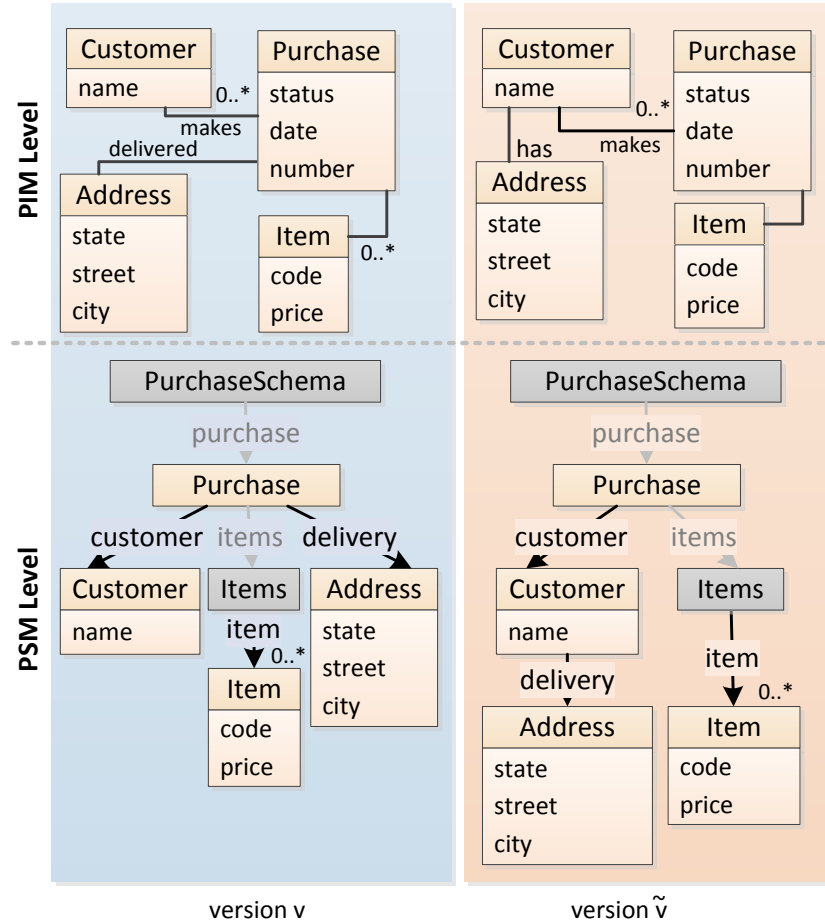 PIM Level
Customer
name
Purchase
status
date
number
0..*
makes
delivered
Address
state
street
city
Item
code
price
0..*
Customer
name
Purchase
status
date
number
0..*
makes
has
Address
state
street
city
Item
code
price
PSM Level
PurchaseSchema
purchase
Purchase
customer
items
delivery
Customer
name
Items
Address
state
street
city
item
0..*
Item
code
price
PurchaseSchema
purchase
Purchase
customer
items
Customer
name
Items
delivery
item
0..*
Address
state
street
city
Item
code
price
version v
version ṽ